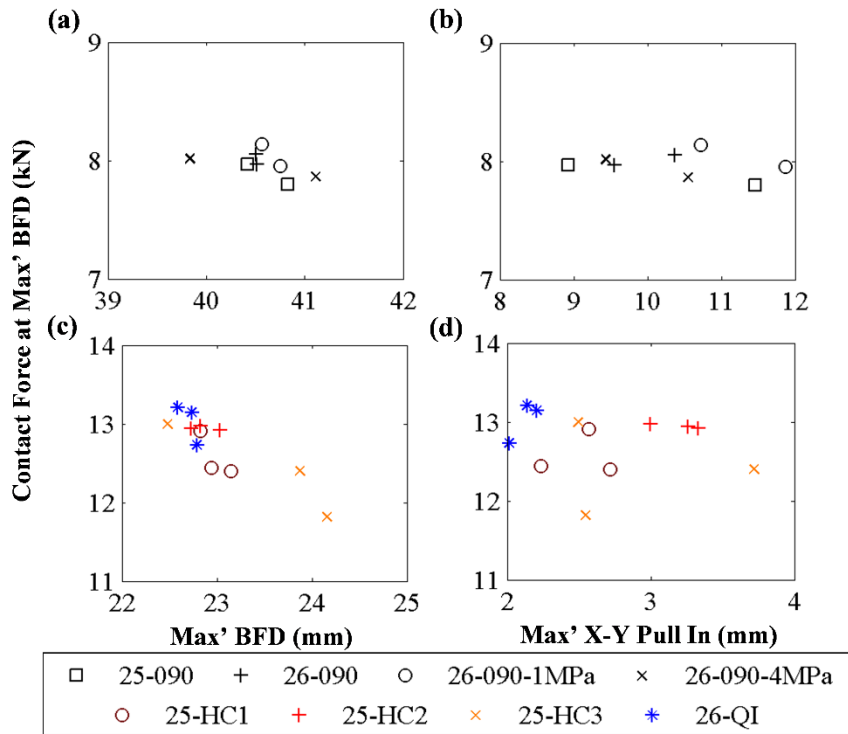 (a)
(b)
9
8
7
39
40
41
42
9
8
7
8
9
10
11
12
Contact Force at Max’ BFD (kN)
(c)
(d)
14
13
12
11
22
23
24
25
14
13
12
11
2
3
4
Max’ BFD (mm)
Max’ X-Y Pull In (mm)
25-090
26-090
26-090-1MPa
26-090-4MPa
25-HC1
25-HC2
25-HC3
26-QI